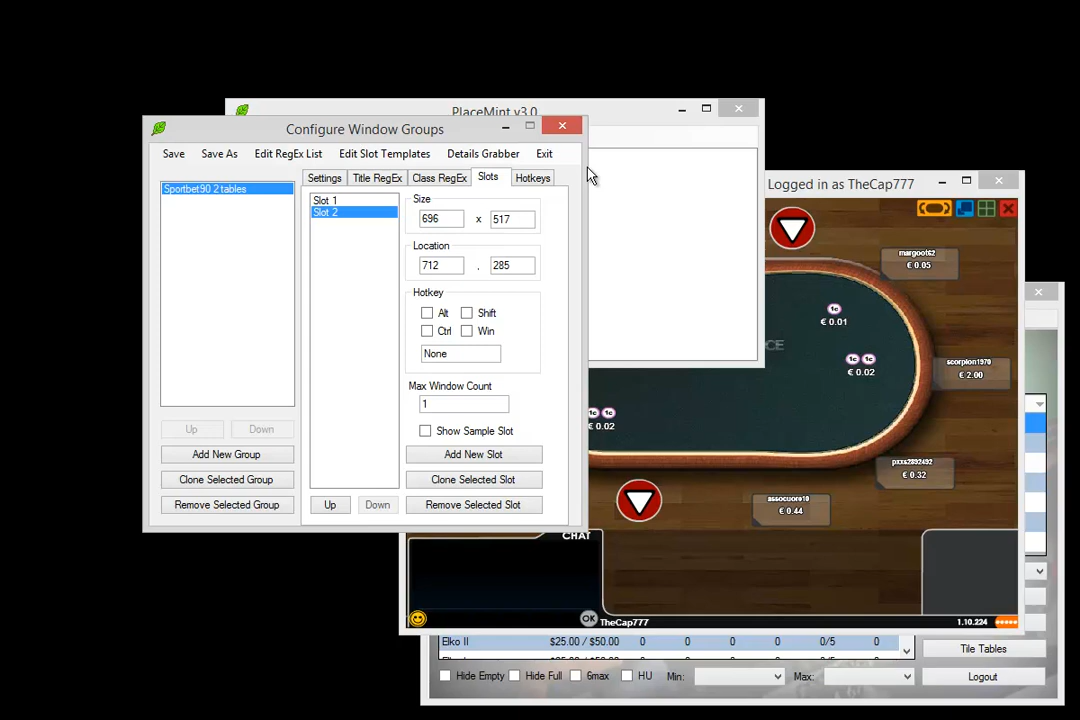 PlaceMint v3.0
Configure Window Groups
Save Save As Edit RegEx List Edit Slot Templates Details Grabber Exit
Settings Title RegEx Class RegEx Slots Hotkeys
Sportbet90 2 tables
Slot 1
Slot 2
Size
696 x 517
Location
712 , 285
Hotkey
Alt Shift
Ctrl Win
None
Max Window Count
1
Show Sample Slot
Up Down
Add New Group
Clone Selected Group
Remove Selected Group
Add New Slot
Clone Selected Slot
Up Down Remove Selected Slot
Logged in as TheCap777
margoot62
€ 0.05
€ 0.01
1c 1c
€ 0.02
scorpion1970
€ 2.00
€ 0.02
€ 0.32
assocuore10
€ 0.44
CHAT
OK TheCap777
1.10.224
Elko II $25.00 / $50.00 0 0 0 0/5 0
Tile Tables
Hide Empty Hide Full 6max HU Min: Max: Logout